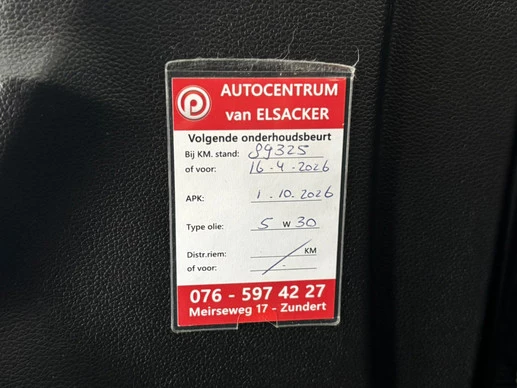 AUTOCENTRUM
van ELSACKER
Volgende onderhoudsbeurt
Bij KM. stand: 89325
of voor: 16-4-2026
APK: 1.10.2026
Type olie: 5 W 30
Distr.riem: KM
of voor: -
076 - 597 42 27
Meirseweg 17 - Zundert